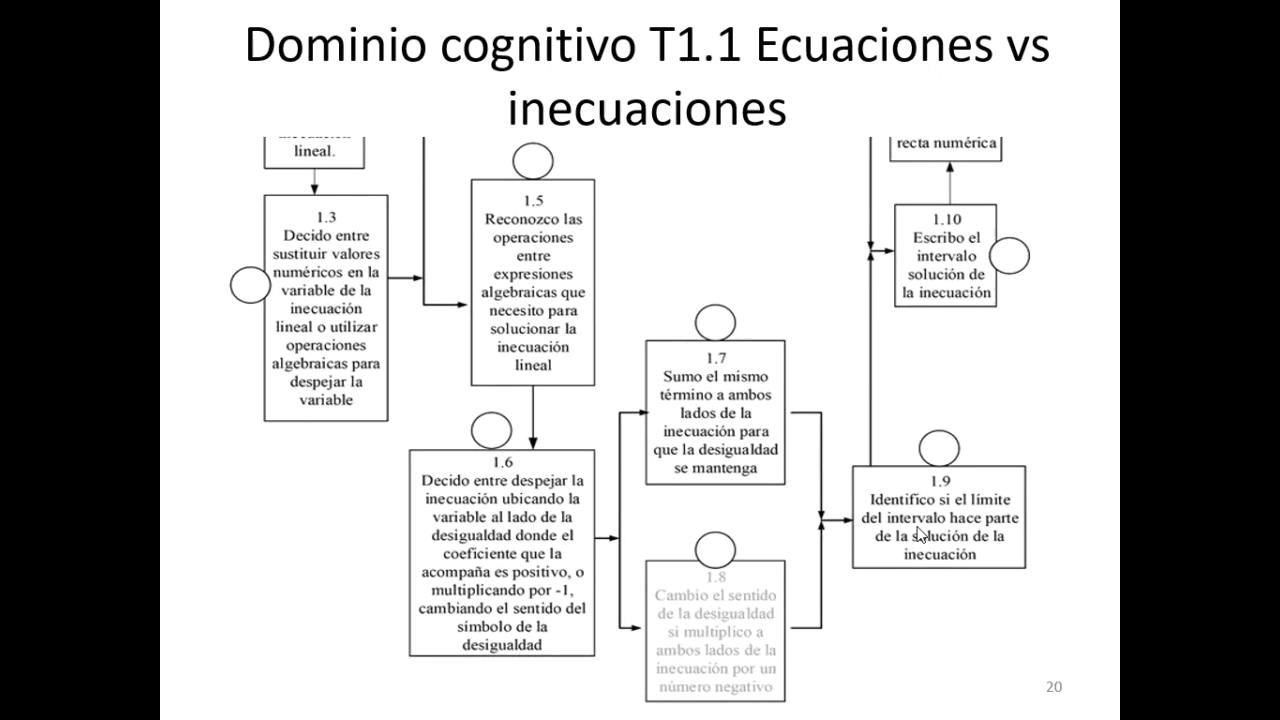 Dominio cognitivo T1.1 Ecuaciones vs
inecuaciones
lineal.
1.3
Decido entre
sustituir valores
numéricos en la
variable de la
inecuación
lineal o utilizar
operaciones
algebraicas para
despejar la
variable
1.5
Reconozco las
operaciones
entre
expresiones
algebraicas que
necesito para
solucionar la
inecuación
lineal
1.6
Decido entre despejar la
inecuación ubicando la
variable al lado de la
desigualdad donde el
coeficiente que la
acompaña es positivo, o
multiplicando por -1,
cambiando el sentido del
símbolo de la
desigualdad
1.7
Sumo el mismo
término a ambos
lados de la
inecuación para
que la desigualdad
se mantenga
1.8
Cambio el sentido
de la desigualdad
si multiplico a
ambos lados de la
inecuación por un
número negativo
recta numérica
1.10
Escribo el
intervalo
solución de
la inecuación
1.9
Identifico si el límite
del intervalo hace parte
de la solución de la
inecuación
20